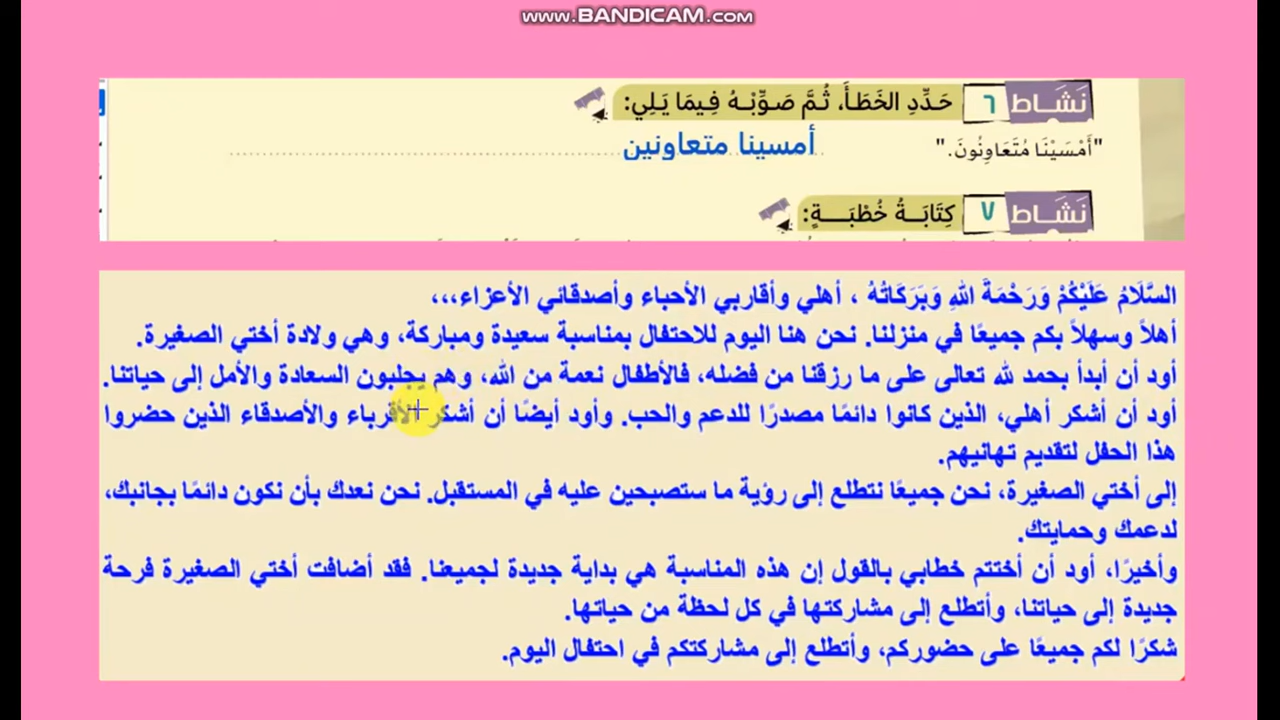 www.BANDICAM.com
نَشَاط ٦ حَدِّدِ الخَطَأَ، ثُمَّ صَوِّبْهُ فِيمَا يَلِي:
"أَمْسَيْنَا مُتَعَاوِنُونَ." أمسينا متعاونين
نَشَاط ٧ كِتَابَةُ خُطْبَةٍ:
السَّلَامُ عَلَيْكُمْ وَرَحْمَةُ اللهِ وَبَرَكَاتُهُ ، أهلي وأقاربي الأحباء وأصدقائي الأعزاء،،،
أهلاً وسهلاً بكم جميعًا في منزلنا. نحن هنا اليوم للاحتفال بمناسبة سعيدة ومباركة، وهي ولادة أختي الصغيرة.
أود أن أبدأ بحمد لله تعالى على ما رزقنا من فضله، فالأطفال نعمة من الله، وهم يجلبون السعادة والأمل إلى حياتنا.
أود أن أشكر أهلي، الذين كانوا دائمًا مصدرًا للدعم والحب. وأود أيضًا أن أشكر الأقرباء والأصدقاء الذين حضروا
هذا الحفل لتقديم تهانيهم.
إلى أختي الصغيرة، نحن جميعًا نتطلع إلى رؤية ما ستصبحين عليه في المستقبل. نحن نعدك بأن نكون دائمًا بجانبك،
لدعمك وحمايتك.
وأخيرًا، أود أن أختتم خطابي بالقول إن هذه المناسبة هي بداية جديدة لجميعنا. فقد أضافت أختي الصغيرة فرحة
جديدة إلى حياتنا، وأتطلع إلى مشاركتها في كل لحظة من حياتها.
شكرًا لكم جميعًا على حضوركم، وأتطلع إلى مشاركتكم في احتفال اليوم.